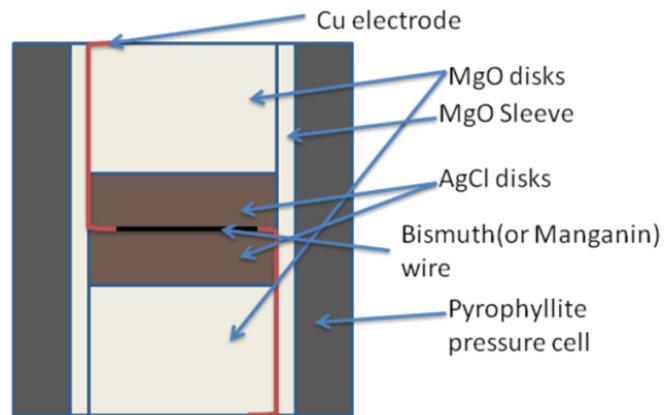 Cu electrode
MgO disks
MgO Sleeve
AgCl disks
Bismuth(or Manganin)
wire
Pyrophyllite
pressure cell